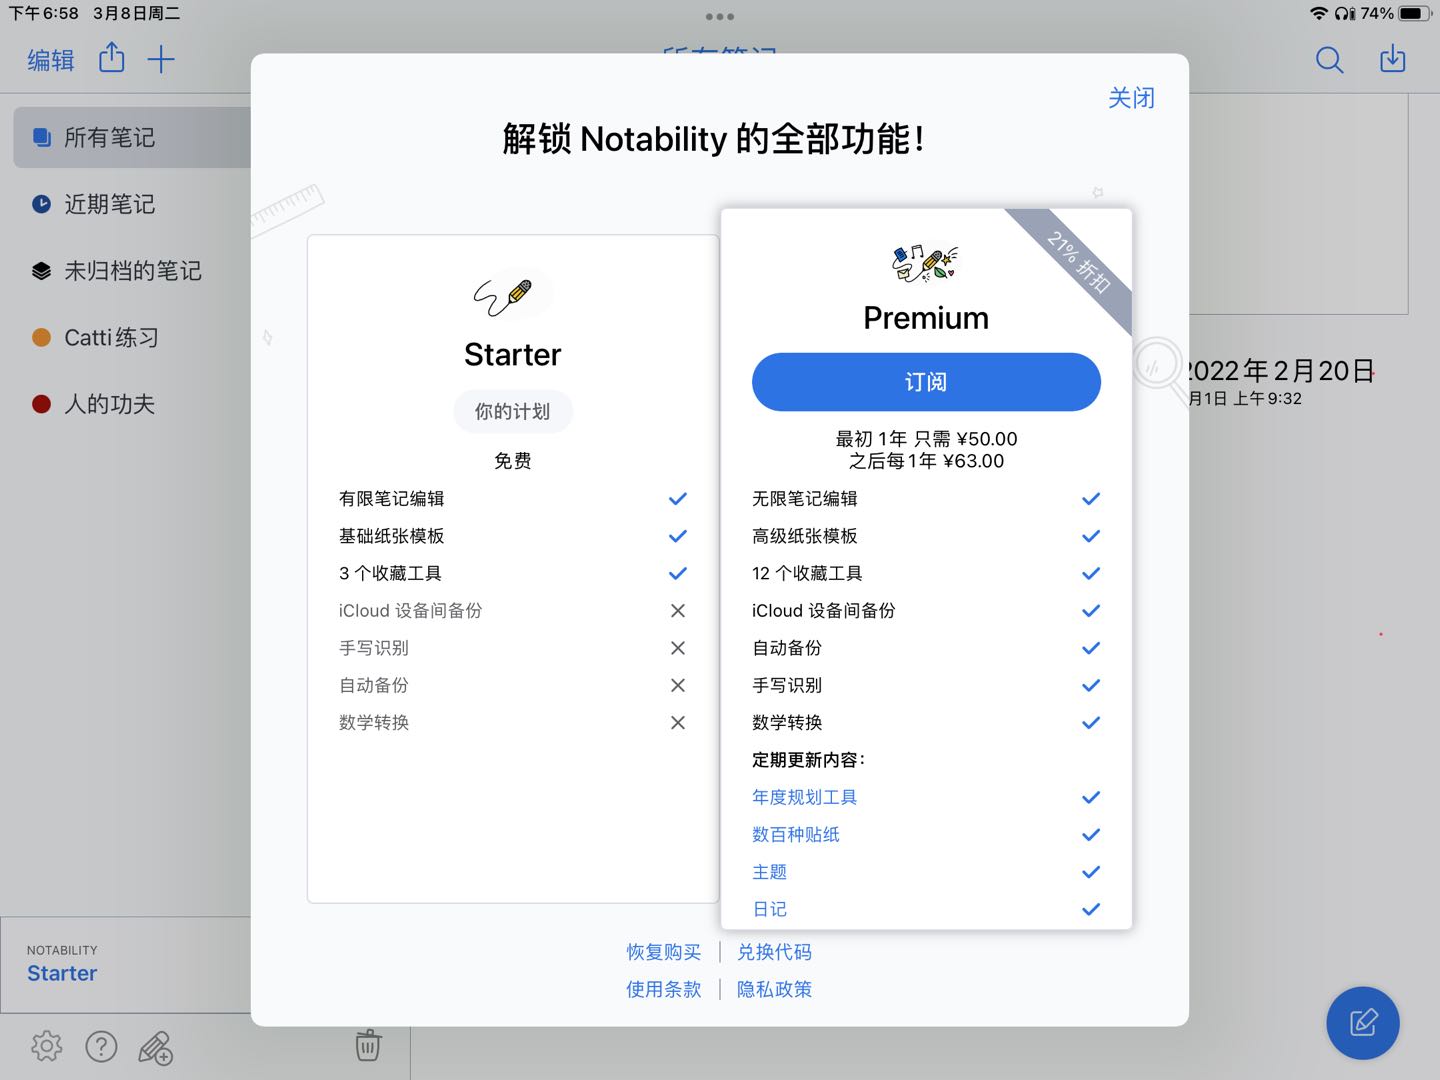 下午6:58 3月8日周二
74%
编辑
所有笔记
所有笔记
近期笔记
未归档的笔记
Catti练习
人的功夫
NOTABILITY
Starter
关闭
解锁 Notability 的全部功能！
Starter
你的计划
免费
有限笔记编辑
基础纸张模板
3 个收藏工具
iCloud 设备间备份
手写识别
自动备份
数学转换
21% 折扣
Premium
订阅
最初 1年 只需 ¥50.00
之后每1年 ¥63.00
无限笔记编辑
高级纸张模板
12 个收藏工具
iCloud 设备间备份
自动备份
手写识别
数学转换
定期更新内容：
年度规划工具
数百种贴纸
主题
日记
恢复购买 | 兑换代码
使用条款 | 隐私政策
2022年2月20日
月1日 上午9:32